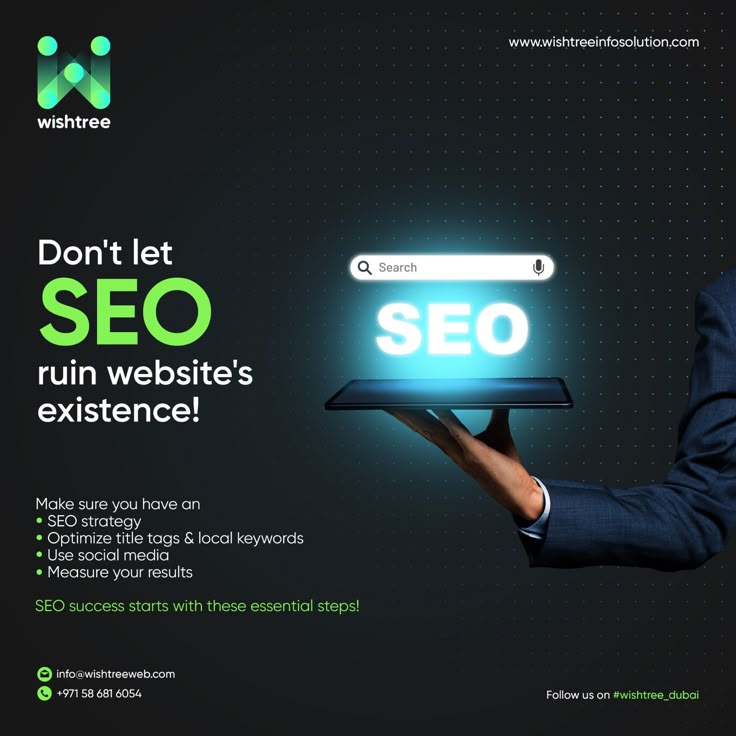 wishtree
www.wishtreeinfosolution.com
Don't let
SEO
ruin website's
existence!
Search
SEO
Make sure you have an
• SEO strategy
• Optimize title tags & local keywords
• Use social media
• Measure your results
SEO success starts with these essential steps!
info@wishtreeweb.com
+971 58 681 6054
Follow us on #wishtree_dubai